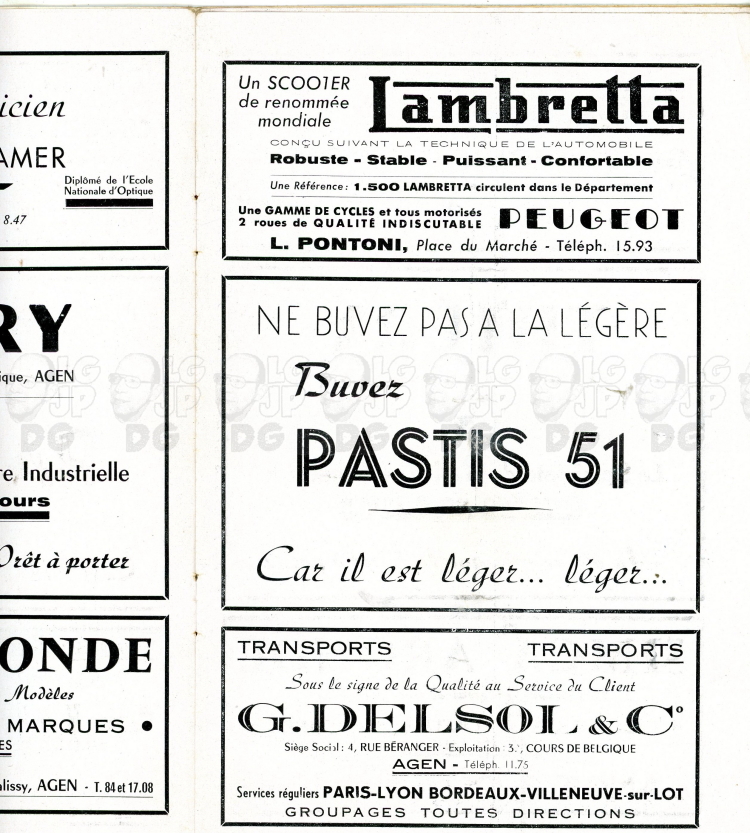 icien
AMER
Diplômé de l'Ecole
Nationale d'Optique
8.47
RY
ique, AGEN
re Industrielle
ours
Prêt à porter
ONDE
Modèles
MARQUES ●
ES
lissy, AGEN - T. 84 et 17.08
Un SCOOTER
de renommée
mondiale
Lambretta
CONÇU SUIVANT LA TECHNIQUE DE L'AUTOMOBILE
Robuste - Stable - Puissant - Confortable
Une Référence : 1.500 LAMBRETTA circulent dans le Département
Une GAMME DE CYCLES et tous motorisés
2 roues de QUALITÉ INDISCUTABLE
PEUGEOT
L. PONTONI, Place du Marché - Téléph. 15.93
NE BUVEZ PAS A LA LÉGÈRE
Buvez
PASTIS 51
Car il est léger... léger...
TRANSPORTS TRANSPORTS
Sous le signe de la Qualité au Service du Client
G. DELSOL & C°
Siège Social : 4, RUE BÉRANGER - Exploitation : 3, COURS DE BELGIQUE
AGEN - Téléph. 11.75
Services réguliers PARIS-LYON BORDEAUX-VILLENEUVE-sur-LOT
GROUPAGES TOUTES DIRECTIONS
LG JP DG